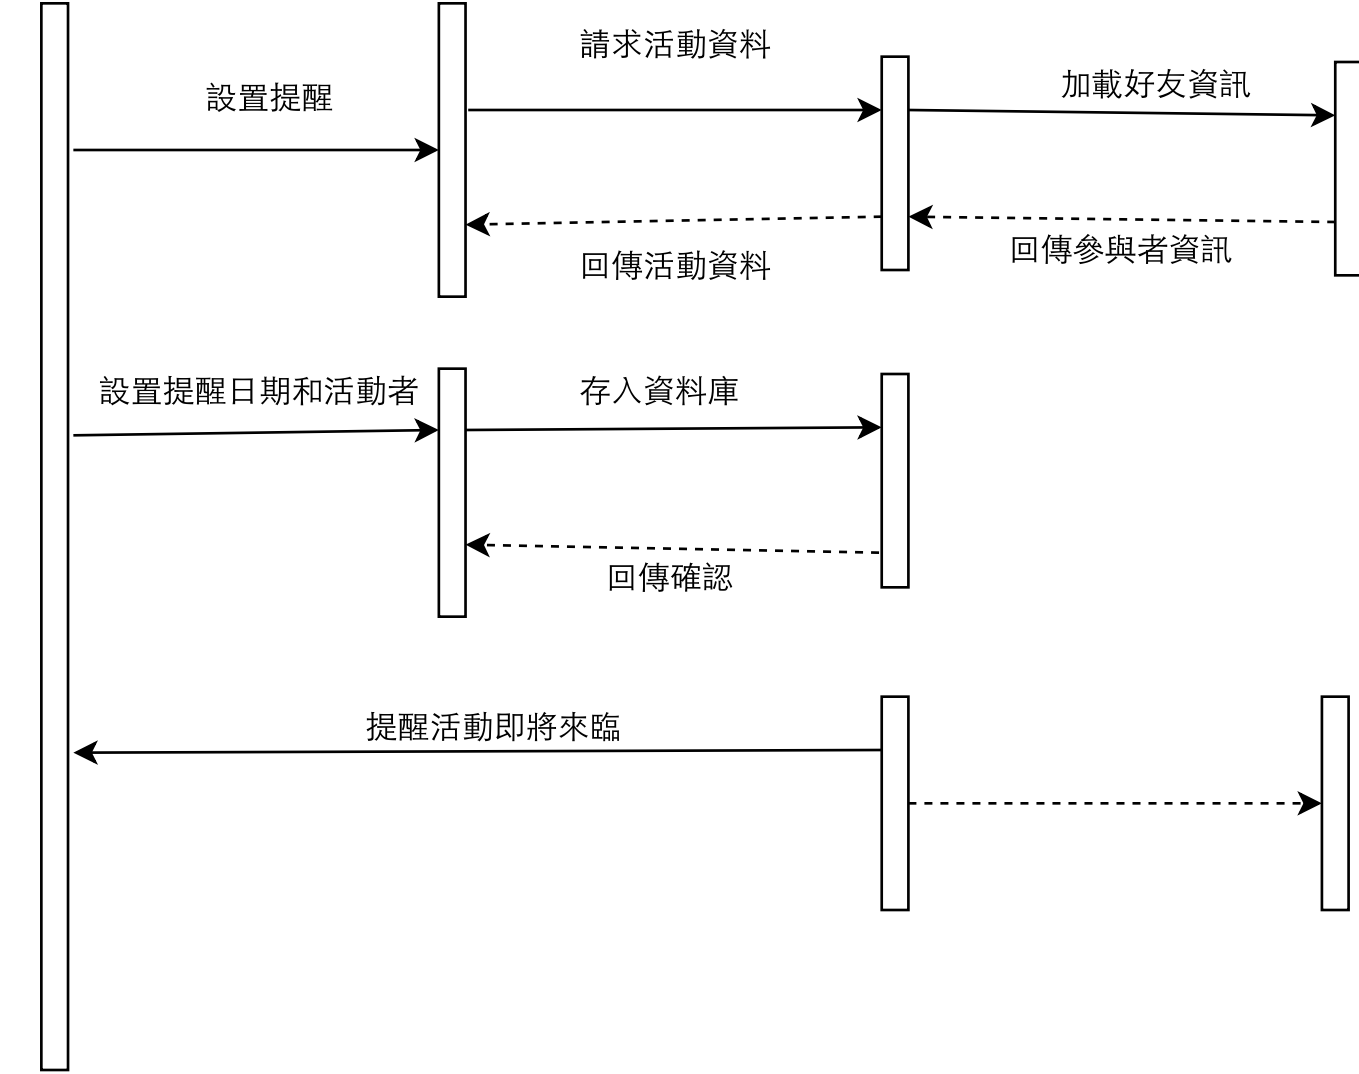 請求活動資料
加載好友資訊
設置提醒
回傳參與者資訊
回傳活動資料
設置提醒日期和活動者
存入資料庫
回傳確認
提醒活動即將來臨